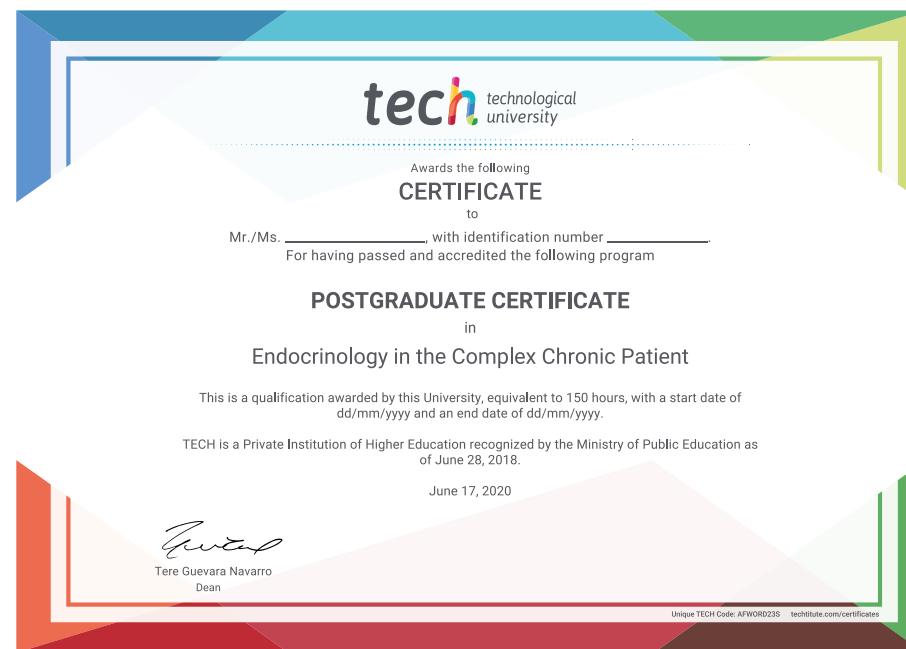 tech technological
university
Awards the following
CERTIFICATE
to
Mr./Ms. ____________________, with identification number _______________.
For having passed and accredited the following program
POSTGRADUATE CERTIFICATE
in
Endocrinology in the Complex Chronic Patient
This is a qualification awarded by this University, equivalent to 150 hours, with a start date of
dd/mm/yyyy and an end date of dd/mm/yyyy.
TECH is a Private Institution of Higher Education recognized by the Ministry of Public Education as
of June 28, 2018.
June 17, 2020
Tere Guevara Navarro
Dean
Unique TECH Code: AFWORD23S techtitute.com/certificates